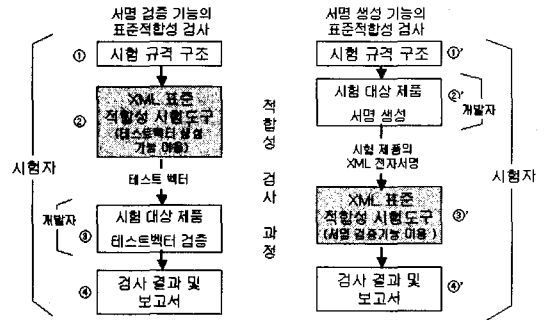 서명 검증 기능의
표준적합성 검사
① 시험 규격 구조
② XML 표준
적합성 시험도구
(테스트벡터 생성
기능 이용)
시험자
테스트 벡터
개발자
③ 시험 대상 제품
테스트벡터 검증
④ 검사 결과 및
보고서
적합성 검사 과정
서명 생성 기능의
표준적합성 검사
시험 규격 구조 ①'
시험 대상 제품 ②'
서명 생성
개발자
시험 제품의
XML 전자서명
시험자
XML 표준
적합성 시험도구 ③'
(서명 검증기능 이용)
검사 결과 및 ④'
보고서